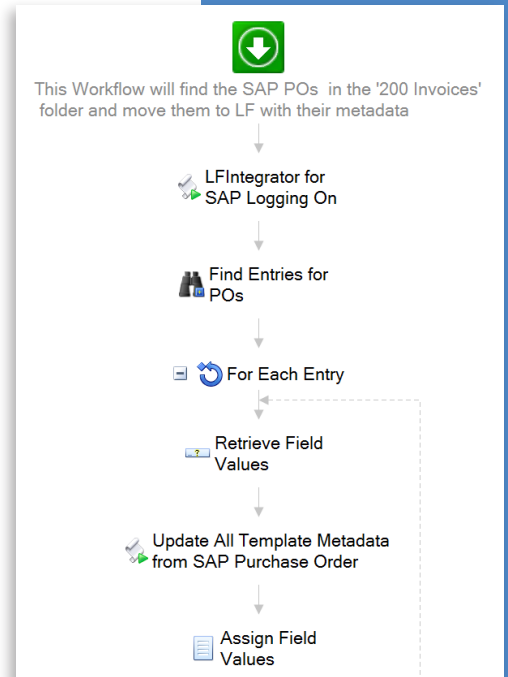 This Workflow will find the SAP POs  in the '200 Invoices'
folder and move them to LF with their metadata
LFIntegrator for
SAP Logging On
Find Entries for
POs
For Each Entry
Retrieve Field
Values
Update All Template Metadata
from SAP Purchase Order
Assign Field
Values